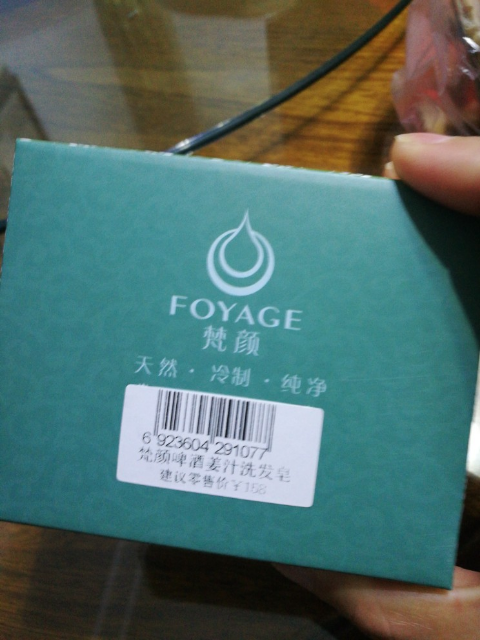 FOYAGE
梵颜
天然·冷制·纯净
6 923604 291077
梵颜啤酒姜汁洗发皂
建议零售价￥168